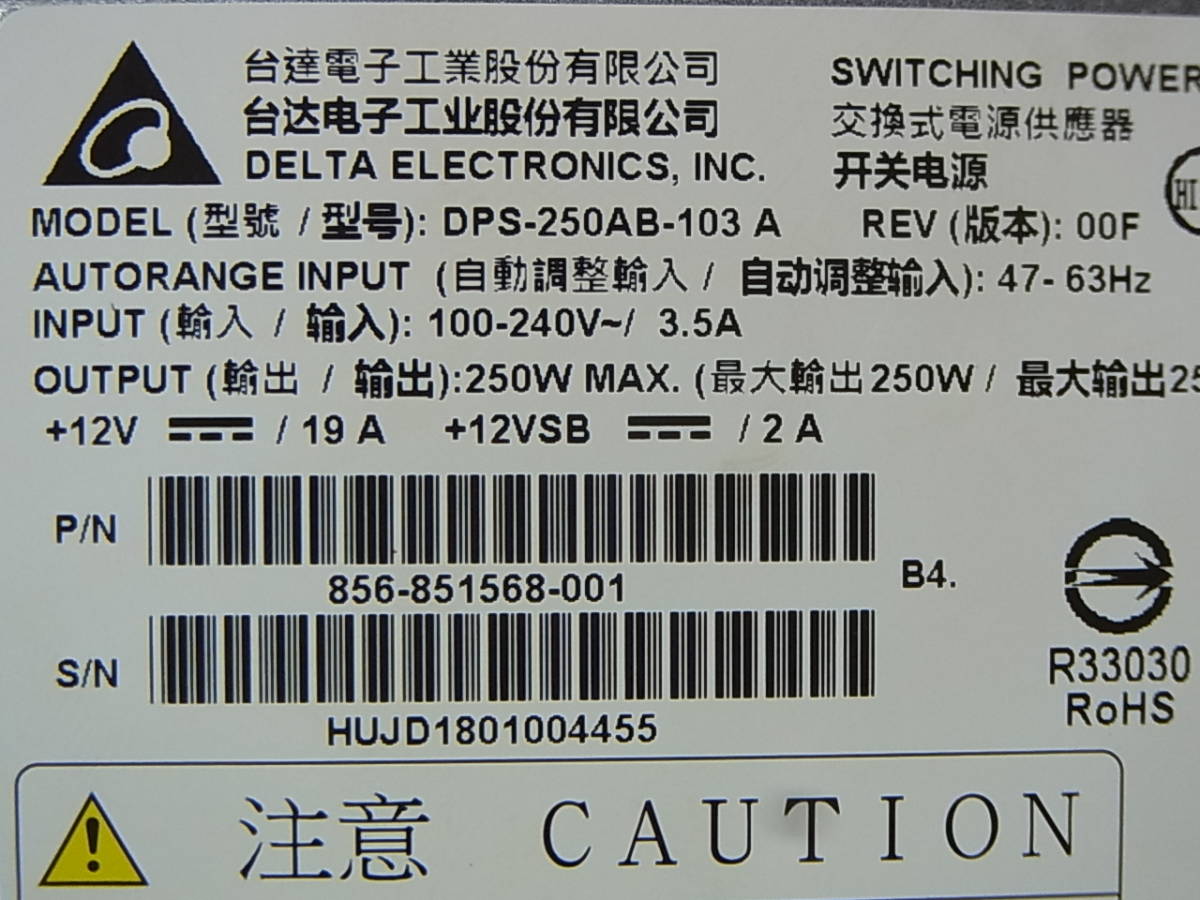 台達電子工業股份有限公司
台达电子工业股份有限公司
DELTA ELECTRONICS, INC.
SWITCHING POWER
交換式電源供應器
开关电源
MODEL (型號 / 型号): DPS-250AB-103 A
REV (版本): 00F
AUTORANGE INPUT (自動調整輸入 / 自动调整输入): 47- 63Hz
INPUT (輸入 / 输入): 100-240V~/ 3.5A
OUTPUT (輸出 / 输出):250W MAX. (最大輸出250W / 最大输出25
+12V / 19 A +12VSB / 2 A
P/N
856-851568-001
B4.
S/N
HUJD1801004455
R33030
RoHS
注意 CAUTION